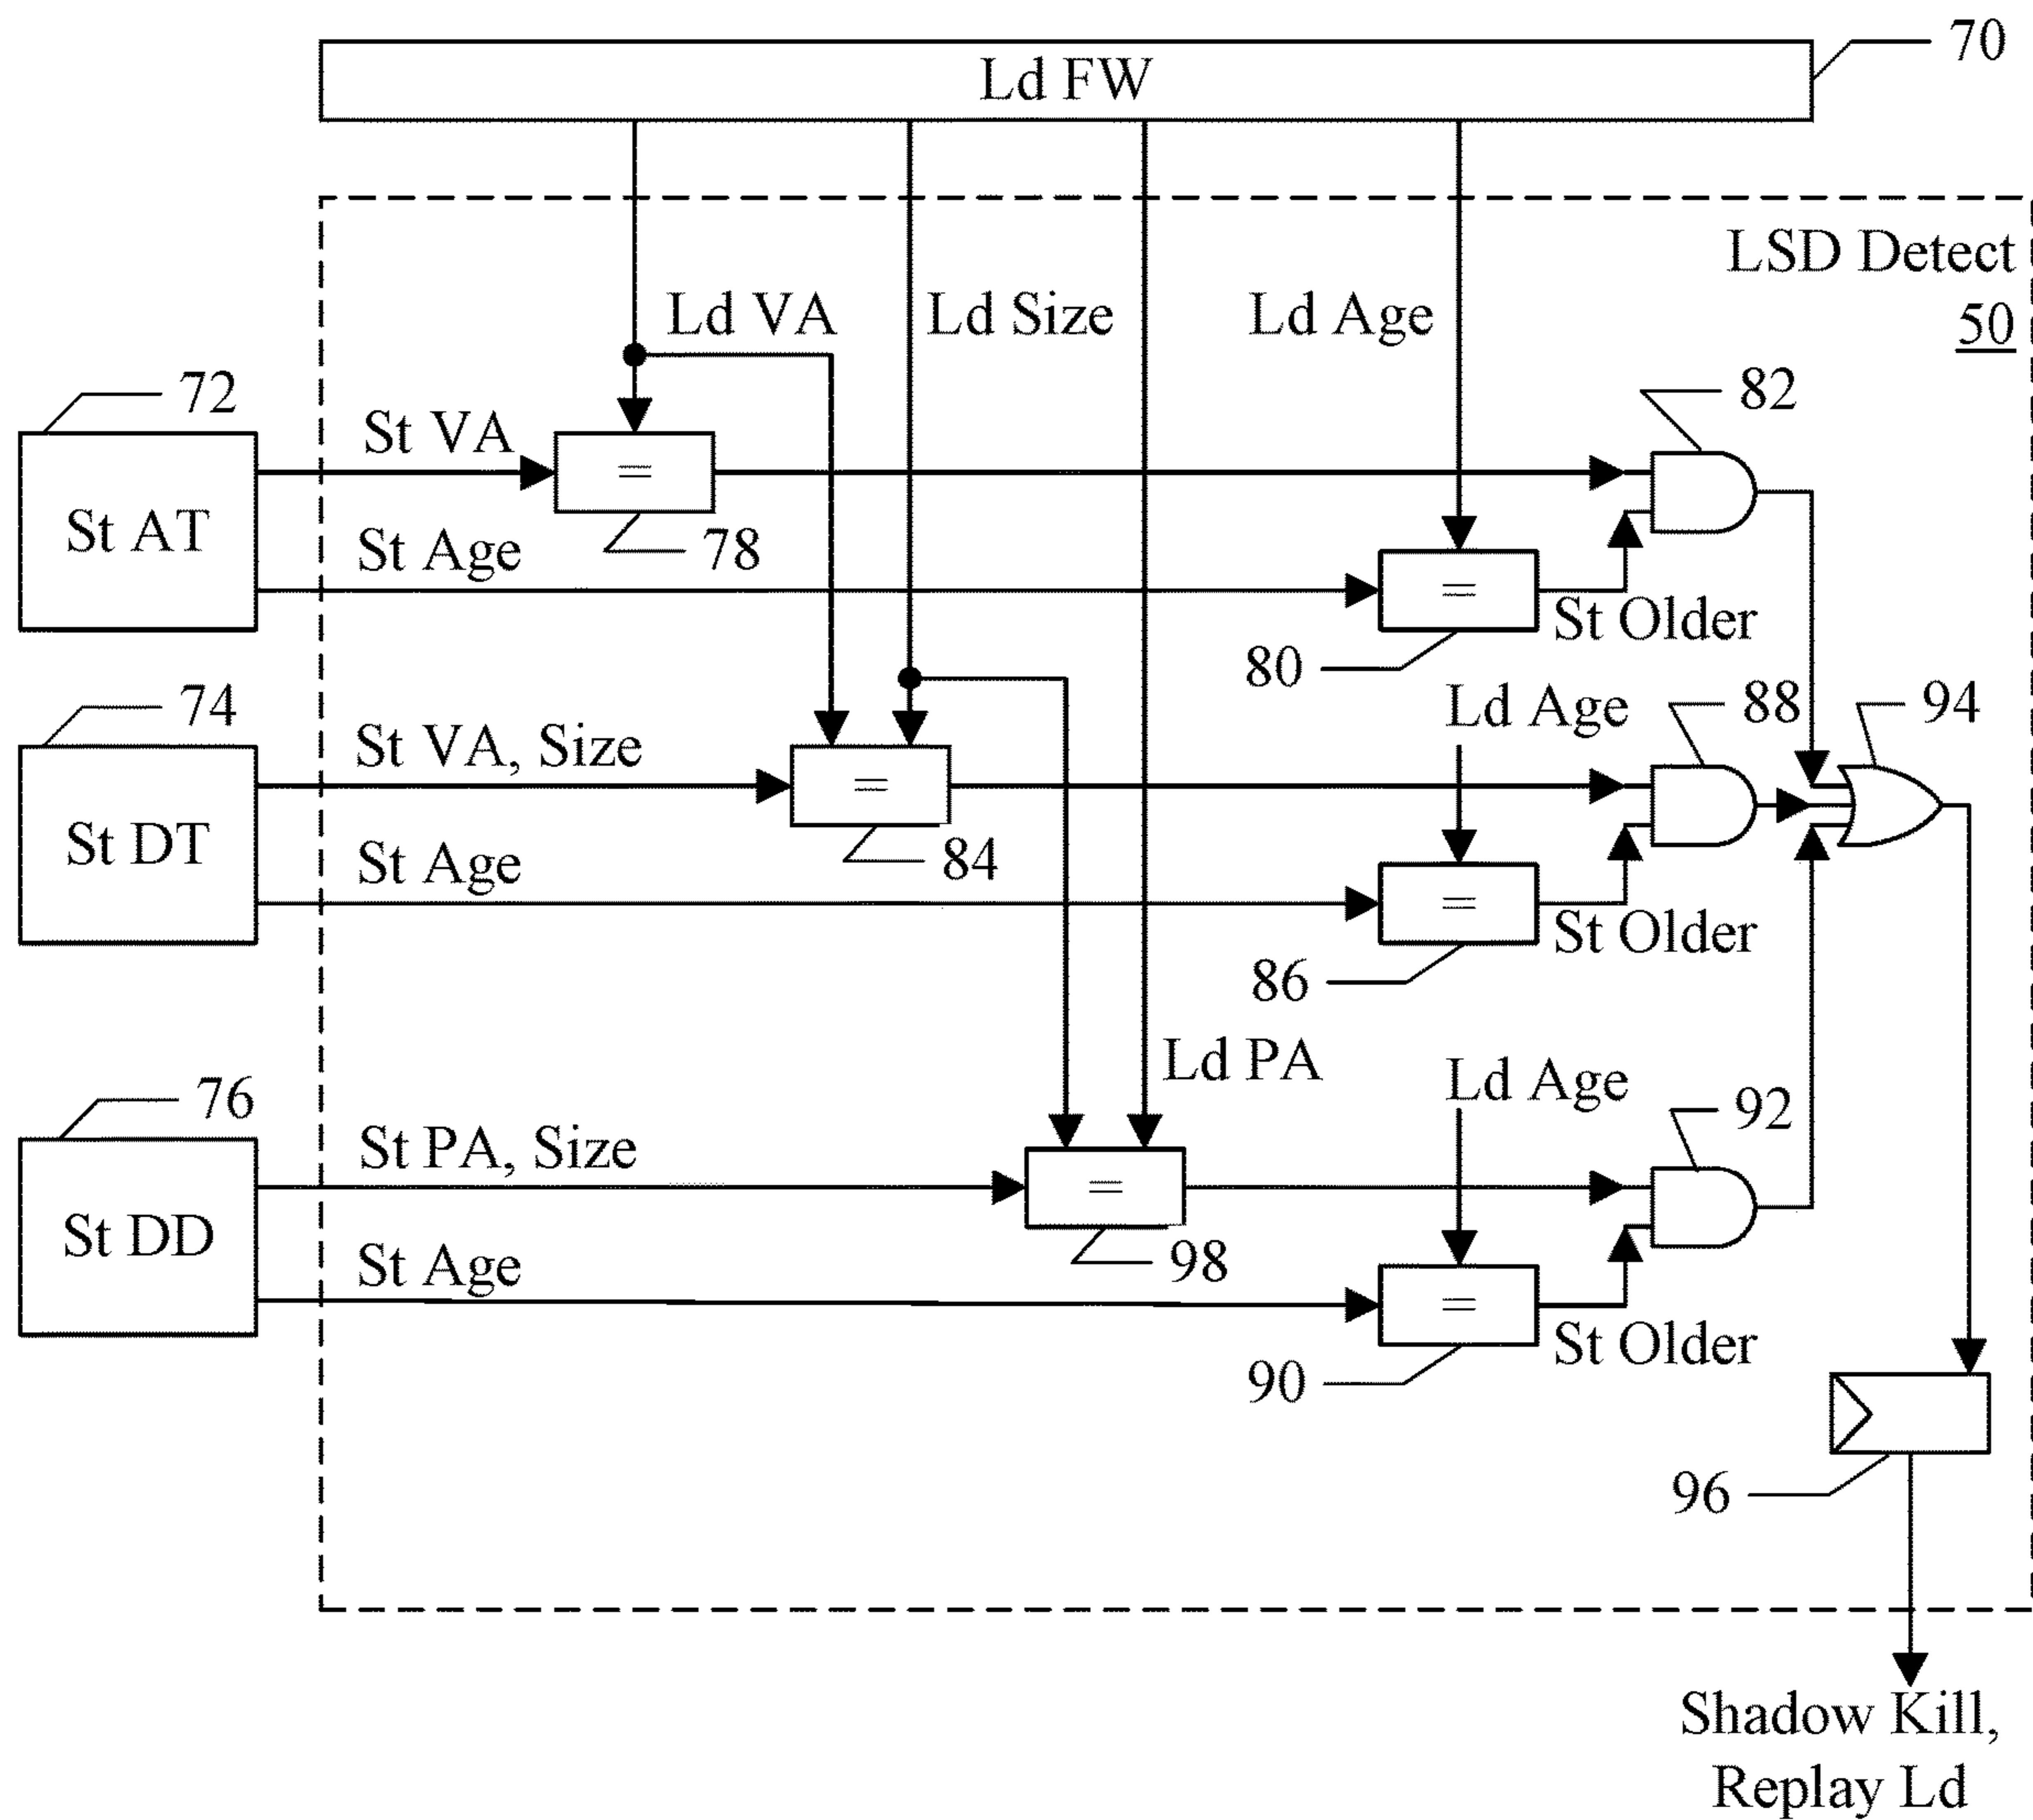 70
Ld FW
LSD Detect
50
Ld VA
Ld Size
Ld Age
72
82
St VA
=
St AT
St Age
78
=
St Older
80
74
Ld Age
88
94
St VA, Size
=
St DT
84
St Age
=
St Older
86
Ld PA
Ld Age
76
92
St PA, Size
=
St DD
98
St Age
=
St Older
90
96
Shadow Kill,
Replay Ld